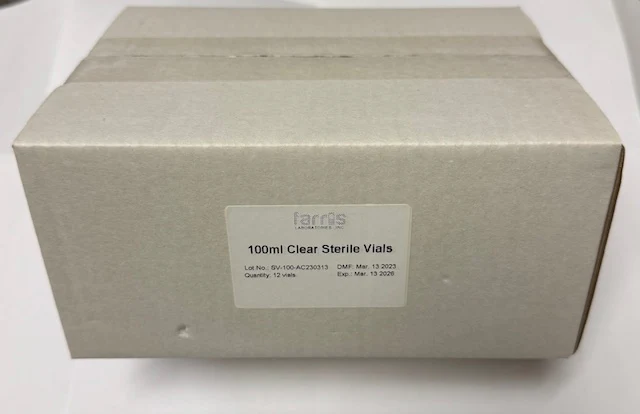 farris
LABORATORIES, INC.
100ml Clear Sterile Vials
Lot No.: SV-100-AC230313 DMF: Mar. 13 2023
Quantity: 12 vials. Exp.: Mar. 13 2026